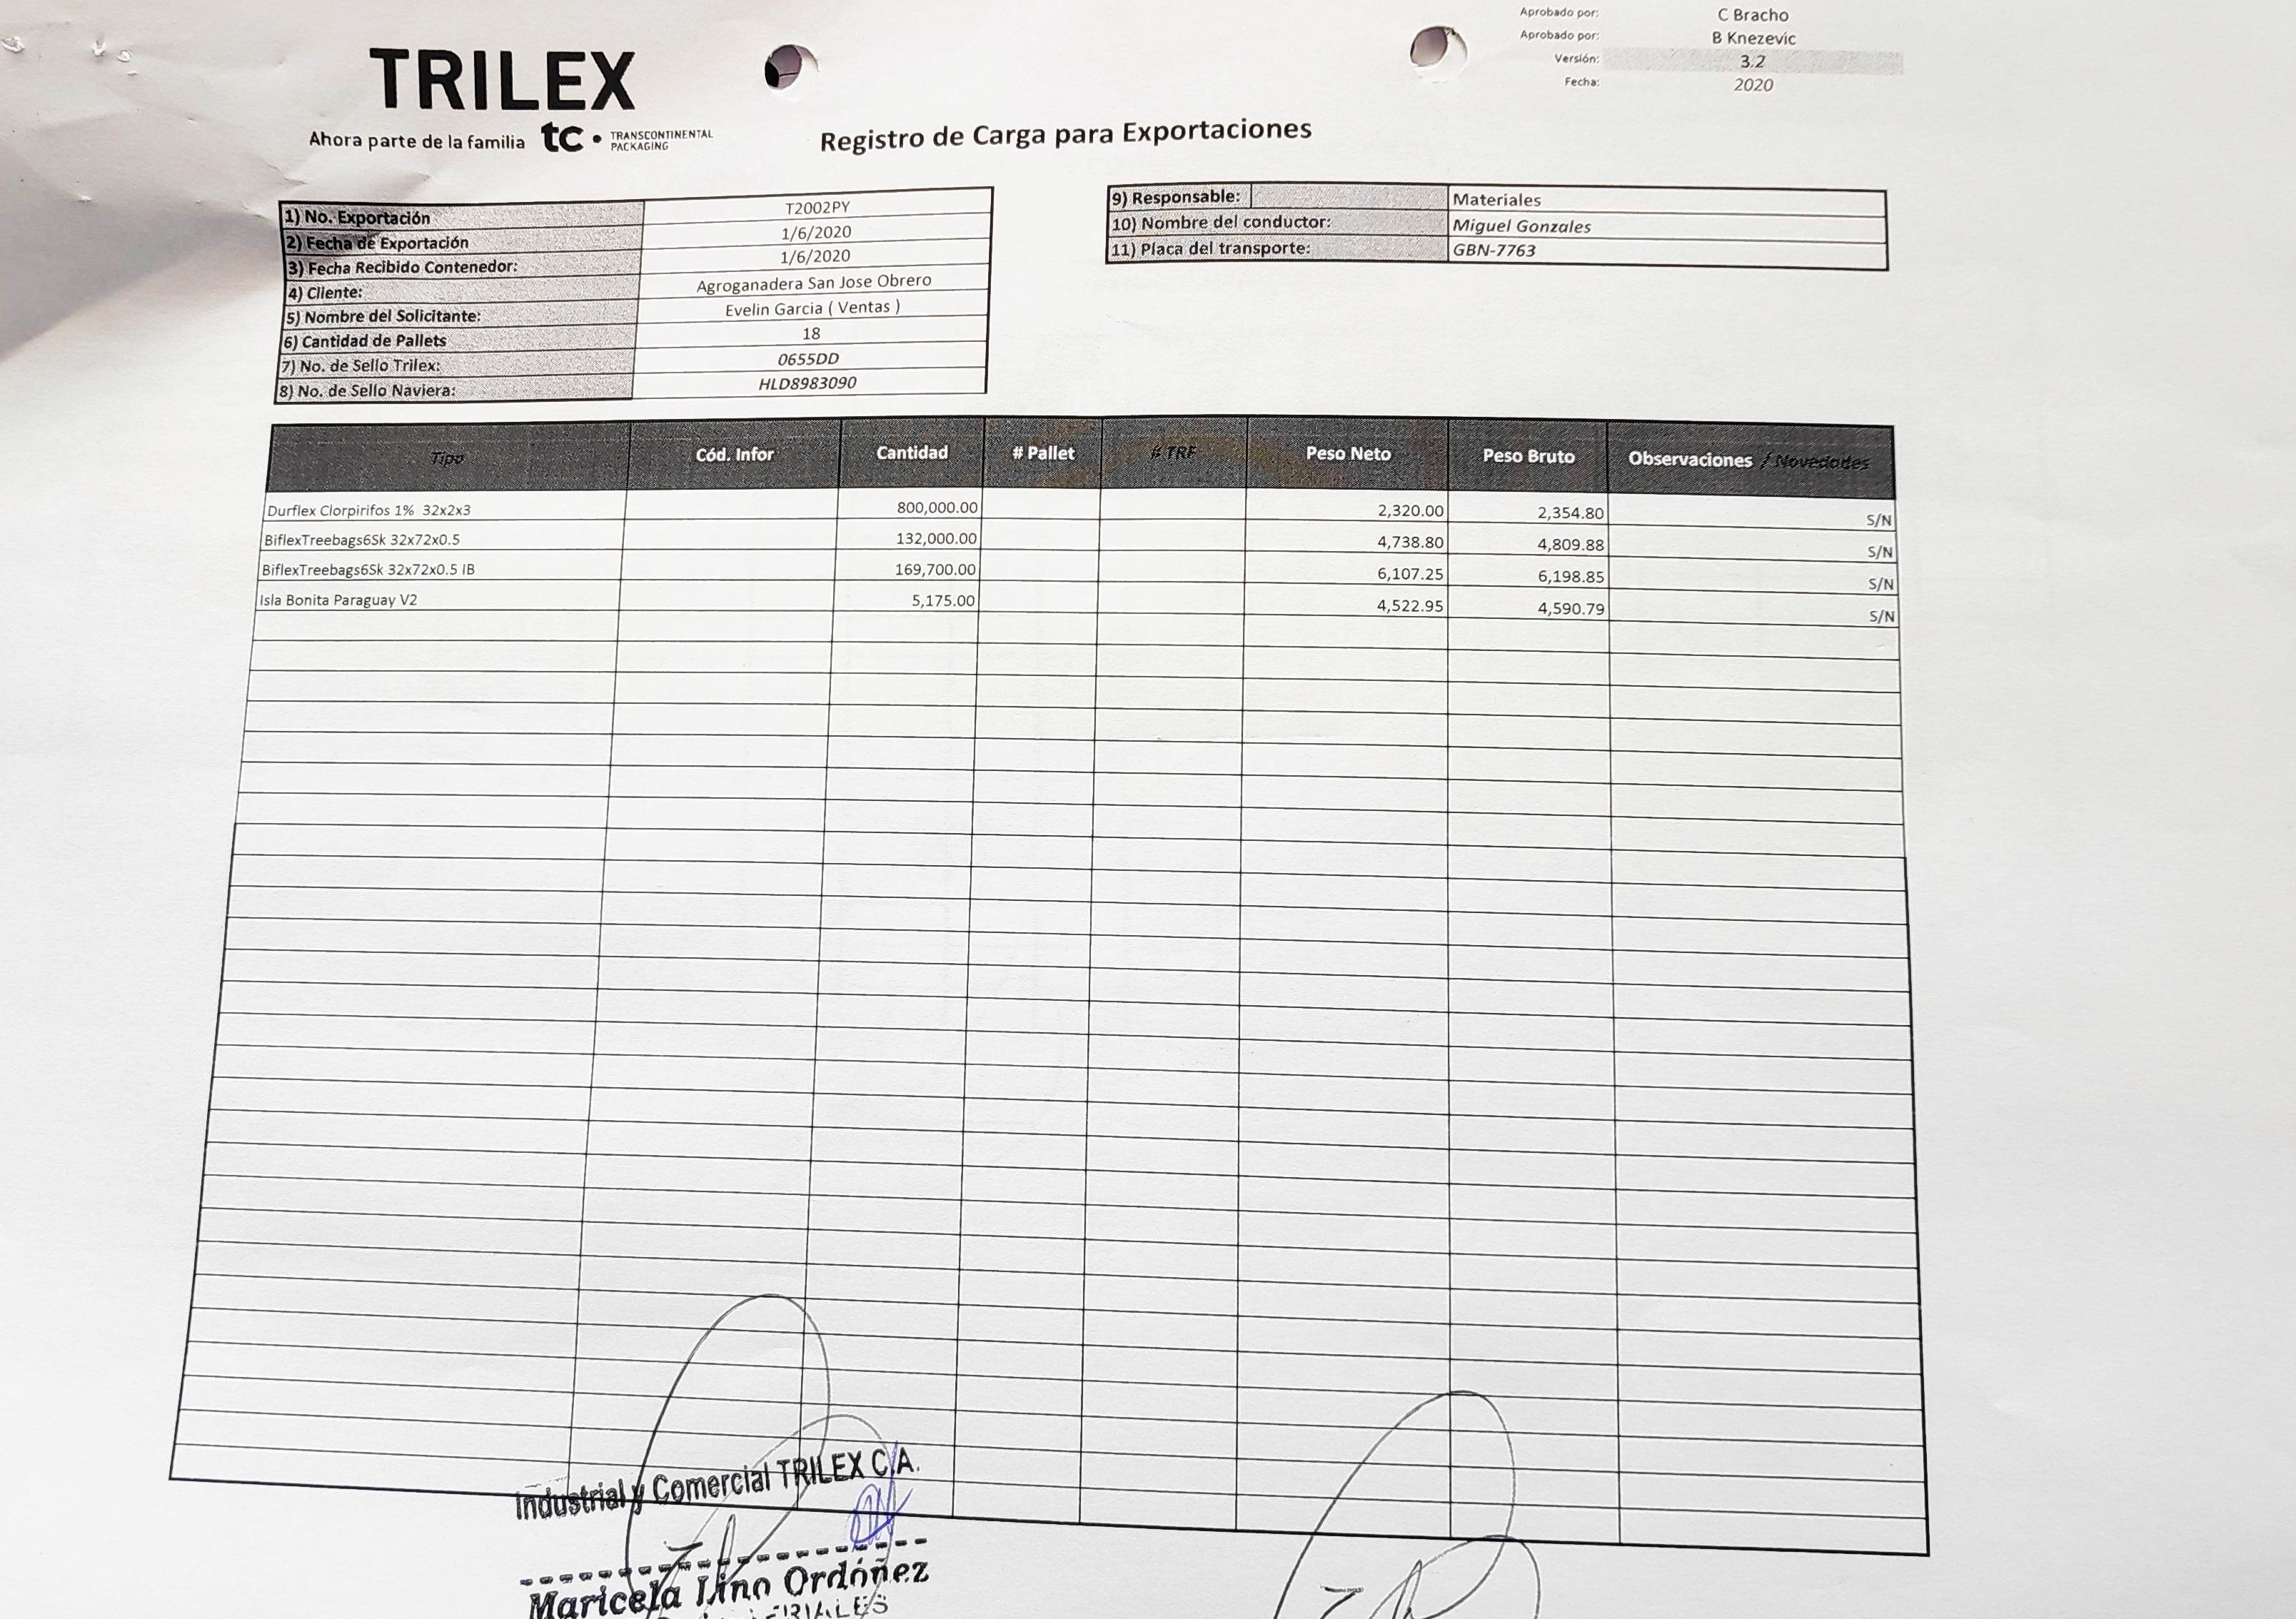 Aprobado por: C Bracho
Aprobado por: B Knezevic
Versión: 3.2
Fecha: 2020
TRILEX
Ahora parte de la familia tc • TRANSCONTINENTAL PACKAGING
Registro de Carga para Exportaciones
1) No. Exportación T2002PY
2) Fecha de Exportación 1/6/2020
3) Fecha Recibido Contenedor: 1/6/2020
4) Cliente: Agroganadera San Jose Obrero
5) Nombre del Solicitante: Evelin Garcia ( Ventas )
6) Cantidad de Pallets 18
7) No. de Sello Trilex: 0655DD
8) No. de Sello Naviera: HLD8983090
9) Responsable: Materiales
10) Nombre del conductor: Miguel Gonzales
11) Placa del transporte: GBN-7763
Tipo Cód. Infor Cantidad # Pallet # TRF Peso Neto Peso Bruto Observaciones / Novedades
Durflex Clorpirifos 1% 32x2x3 800,000.00 2,320.00 2,354.80 S/N
BiflexTreebags6Sk 32x72x0.5 132,000.00 4,738.80 4,809.88 S/N
BiflexTreebags6Sk 32x72x0.5 IB 169,700.00 6,107.25 6,198.85 S/N
Isla Bonita Paraguay V2 5,175.00 4,522.95 4,590.79 S/N
Industrial y Comercial TRILEX C.A.
Maricela Lino Ordóñez